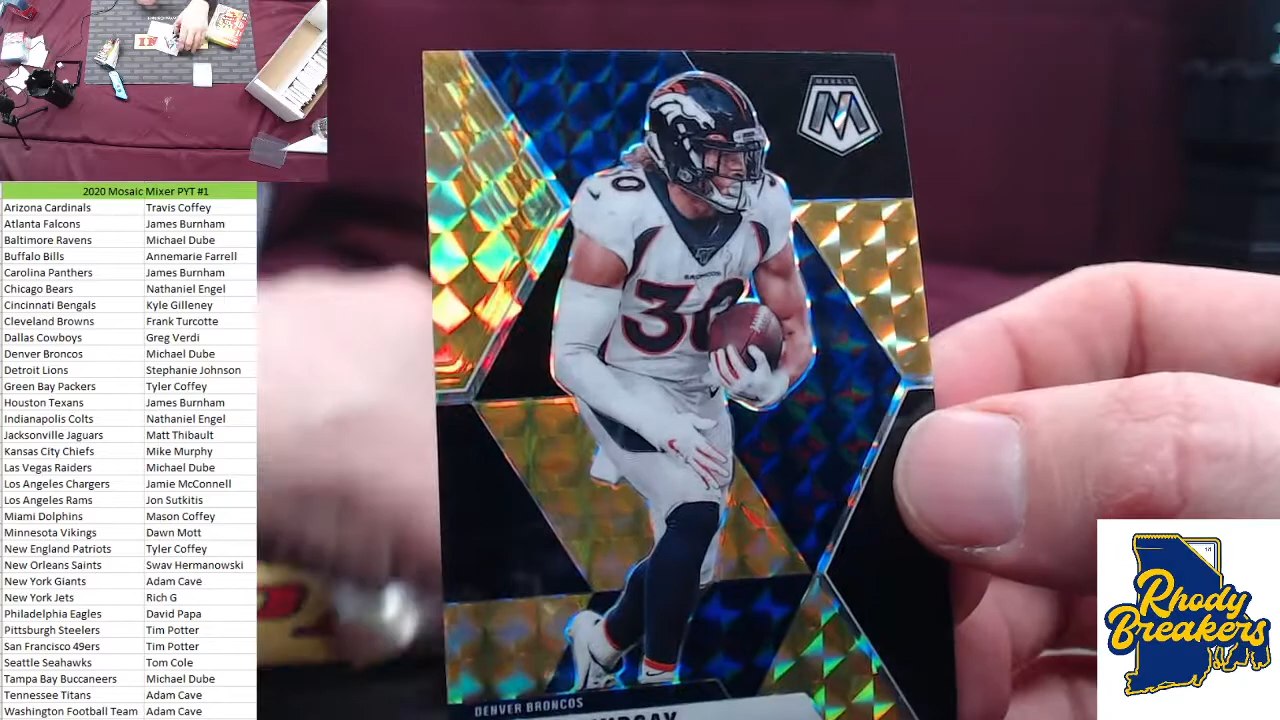 2020 Mosaic Mixer PYT #1
Arizona Cardinals Travis Coffey
Atlanta Falcons James Burnham
Baltimore Ravens Michael Dube
Buffalo Bills Annemarie Farrell
Carolina Panthers James Burnham
Chicago Bears Nathaniel Engel
Cincinnati Bengals Kyle Gilleney
Cleveland Browns Frank Turcotte
Dallas Cowboys Greg Verdi
Denver Broncos Michael Dube
Detroit Lions Stephanie Johnson
Green Bay Packers Tyler Coffey
Houston Texans James Burnham
Indianapolis Colts Nathaniel Engel
Jacksonville Jaguars Matt Thibault
Kansas City Chiefs Mike Murphy
Las Vegas Raiders Michael Dube
Los Angeles Chargers Jamie McConnell
Los Angeles Rams Jon Sutkitis
Miami Dolphins Mason Coffey
Minnesota Vikings Dawn Mott
New England Patriots Tyler Coffey
New Orleans Saints Swav Hermanowski
New York Giants Adam Cave
New York Jets Rich G
Philadelphia Eagles David Papa
Pittsburgh Steelers Tim Potter
San Francisco 49ers Tim Potter
Seattle Seahawks Tom Cole
Tampa Bay Buccaneers Michael Dube
Tennessee Titans Adam Cave
Washington Football Team Adam Cave
MOSAIC
M
30
BRONCOS
30
DENVER BRONCOS
Rhody
Breakers